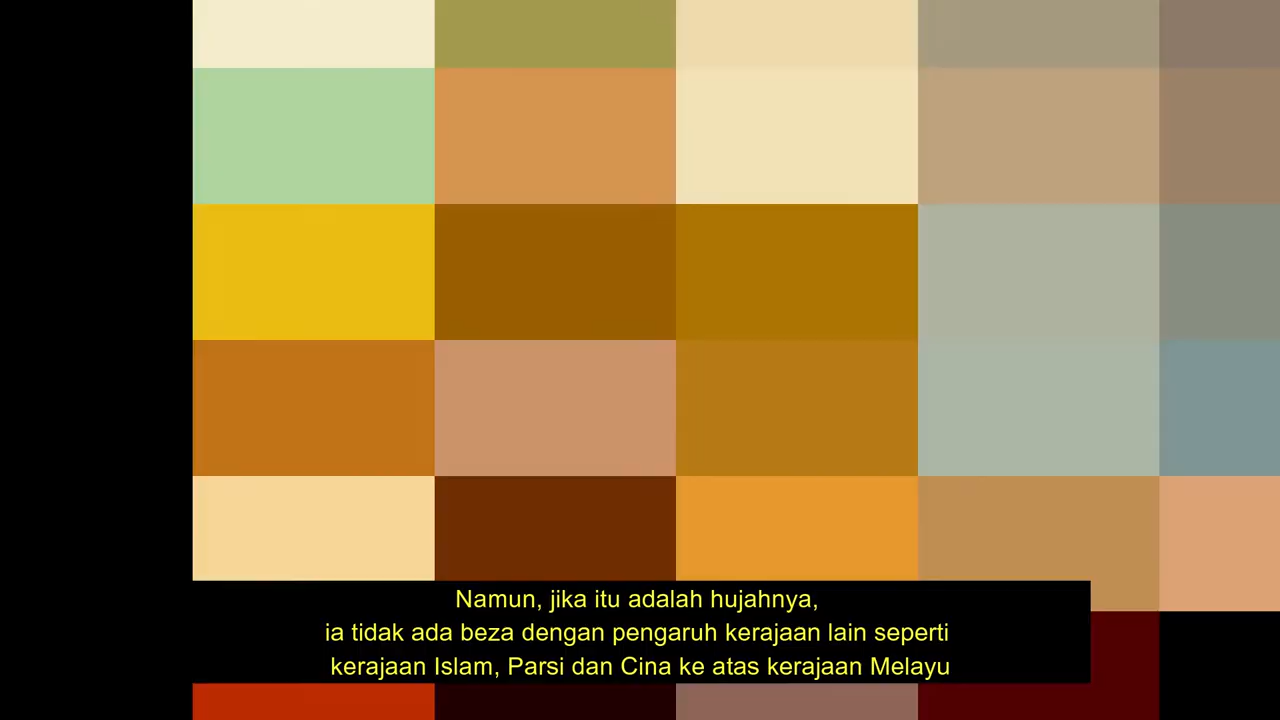 Namun, jika itu adalah hujahnya,
ia tidak ada beza dengan pengaruh kerajaan lain seperti
kerajaan Islam, Parsi dan Cina ke atas kerajaan Melayu